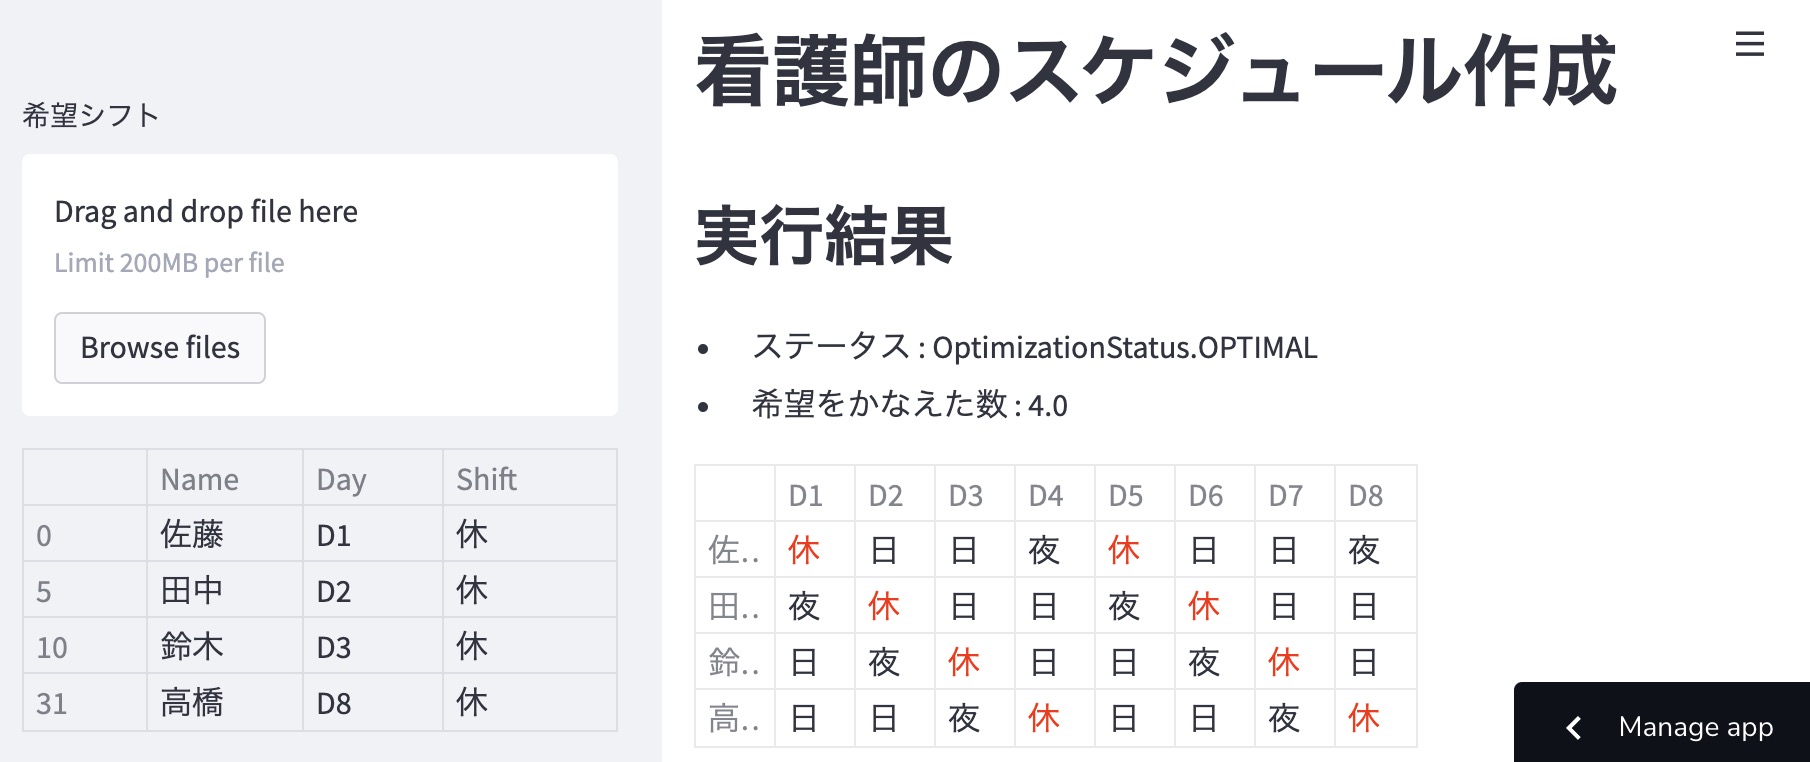 希望シフト
Drag and drop file here
Limit 200MB per file
Browse files
Name Day Shift
0 佐藤 D1 休
5 田中 D2 休
10 鈴木 D3 休
31 高橋 D8 休
看護師のスケジュール作成
実行結果
• ステータス : OptimizationStatus.OPTIMAL
• 希望をかなえた数 : 4.0
D1 D2 D3 D4 D5 D6 D7 D8
佐.. 休 日 日 夜 休 日 日 夜
田.. 夜 休 日 日 夜 休 日 日
鈴.. 日 夜 休 日 日 夜 休 日
高.. 日 日 夜 休 日 日 夜 休
Manage app